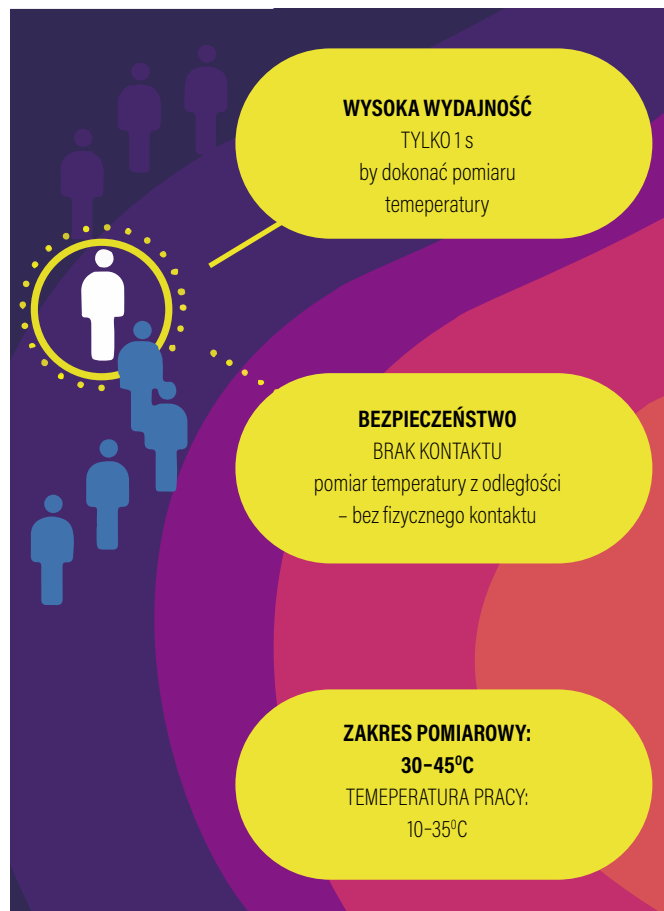 WYSOKA WYDAJNOŚĆ
TYLKO 1 s
by dokonać pomiaru
temeperatury
BEZPIECZEŃSTWO
BRAK KONTAKTU
pomiar temperatury z odległości
– bez fizycznego kontaktu
ZAKRES POMIAROWY:
30–45⁰C
TEMEPERATURA PRACY:
10–35⁰C